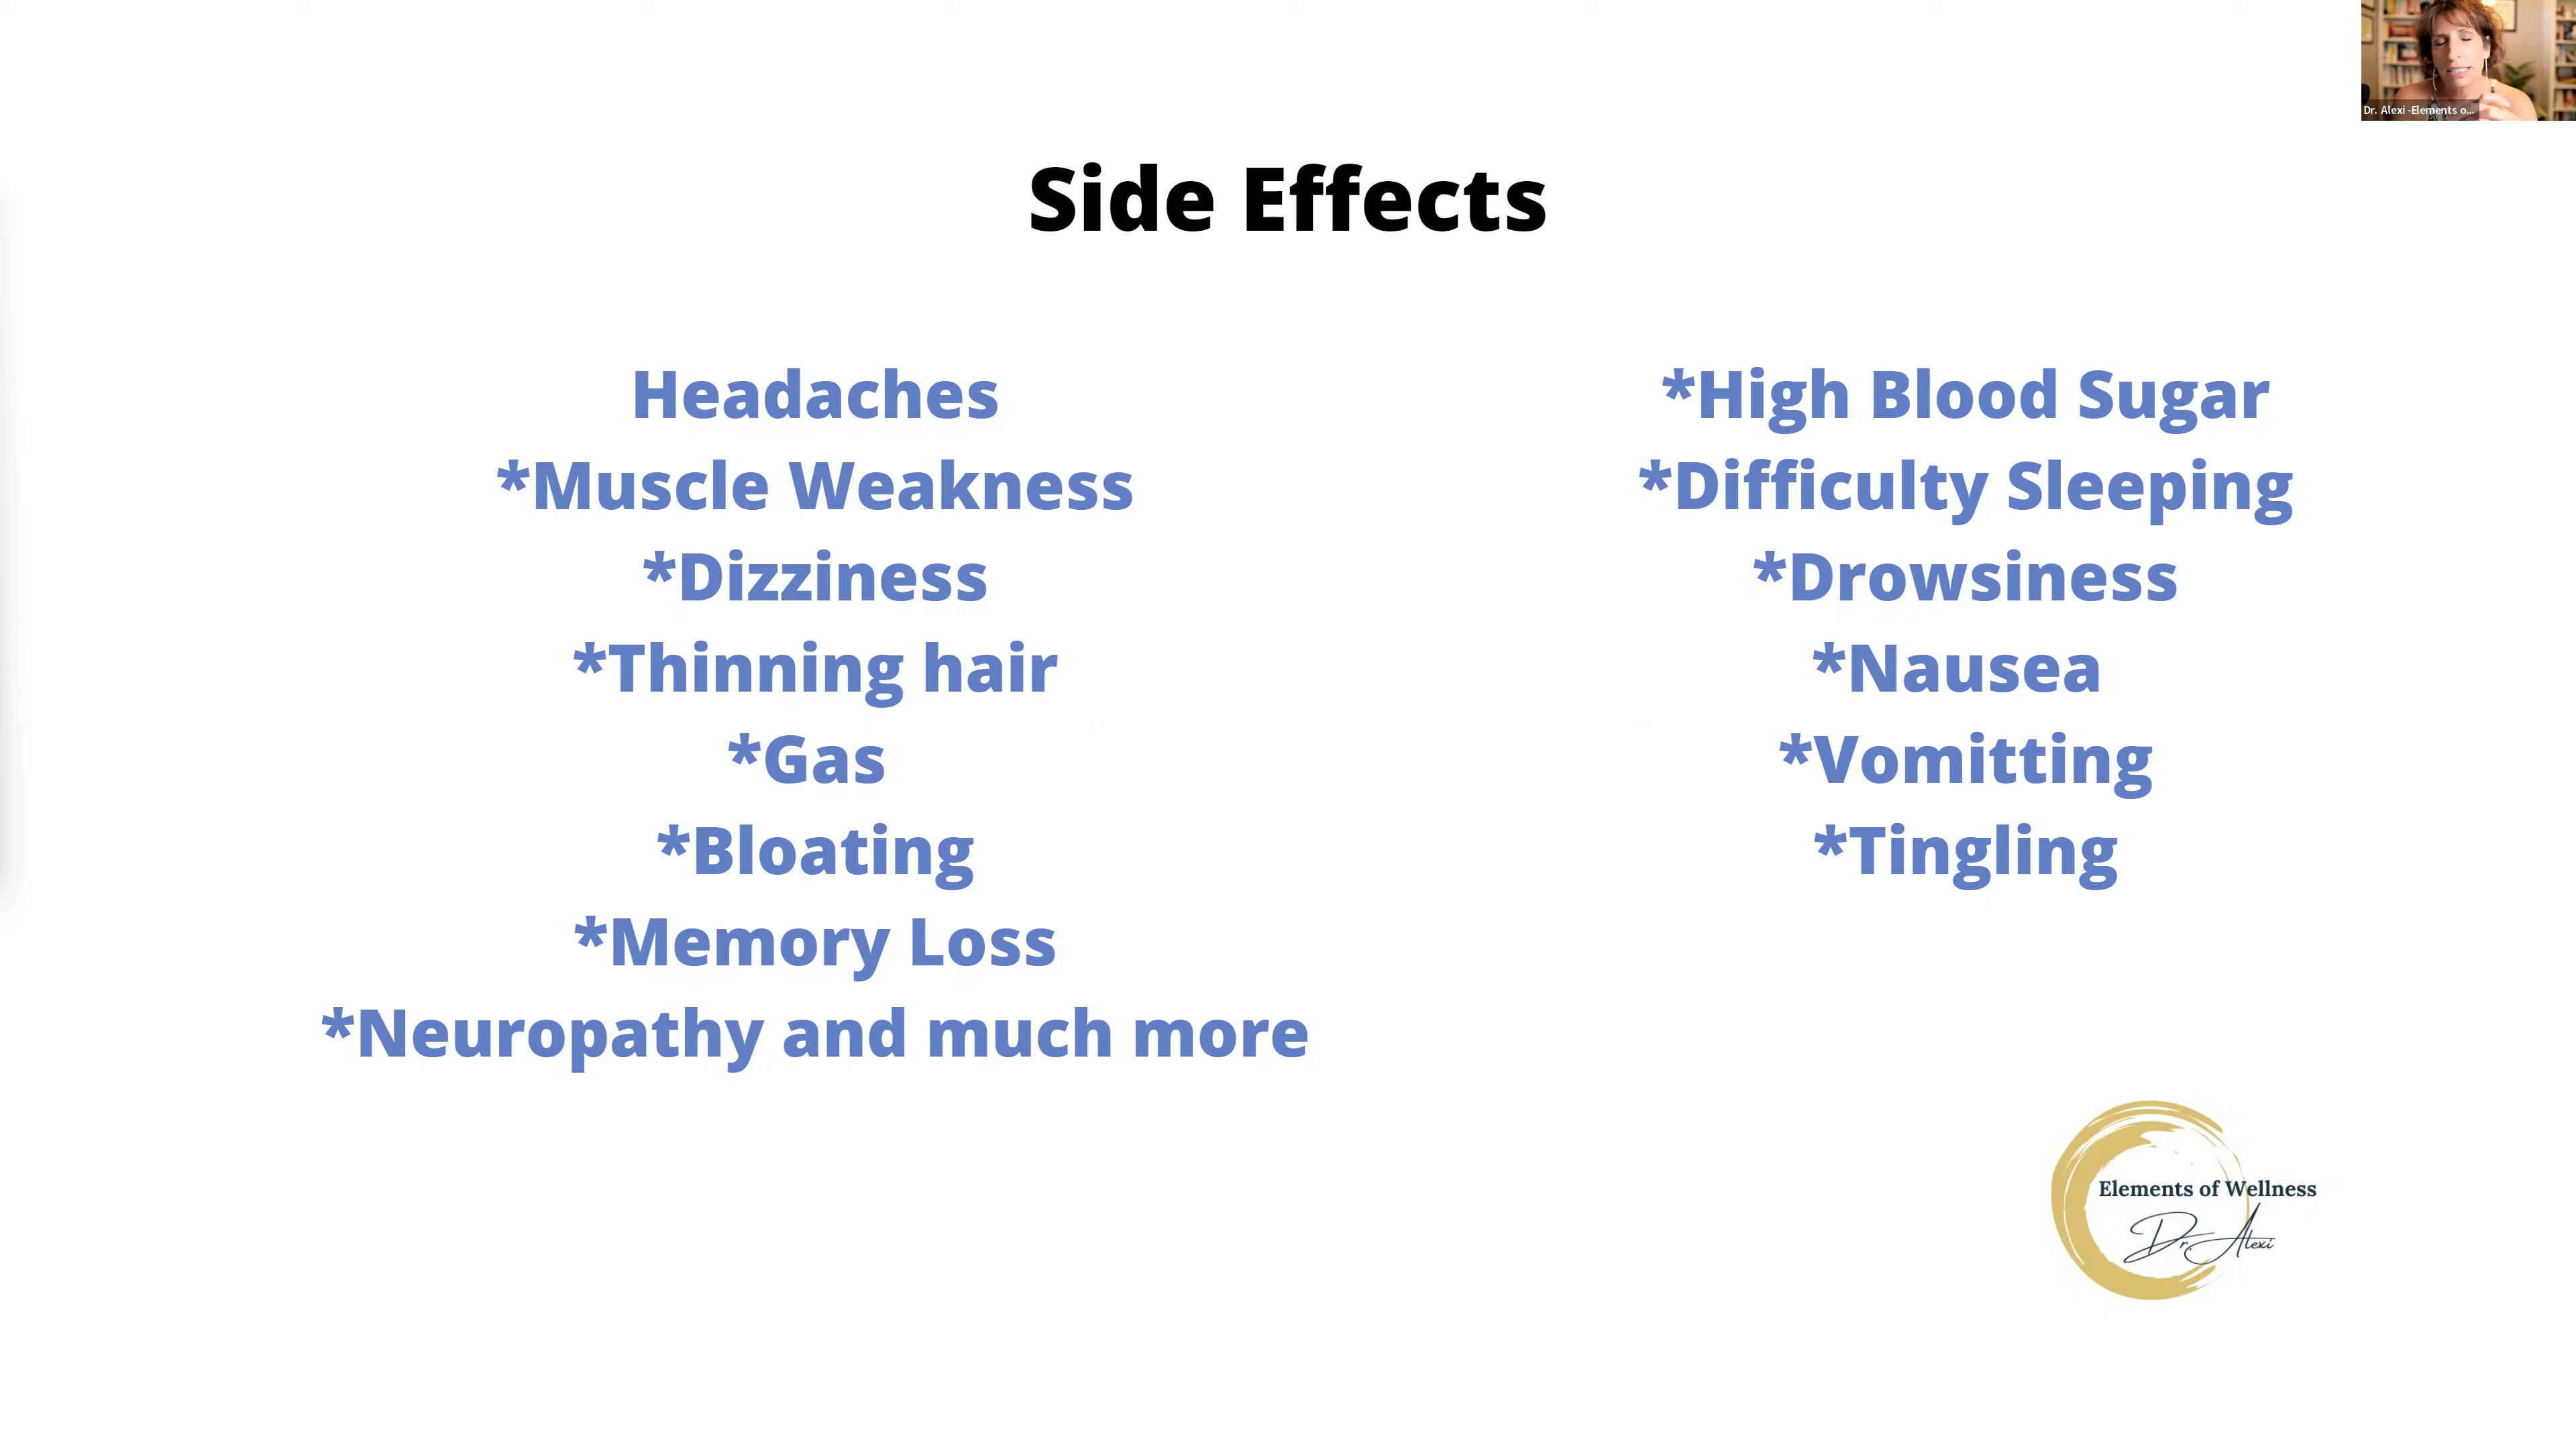 Dr. Alexi -Elements o...
Side Effects
Headaches
*Muscle Weakness
*Dizziness
*Thinning hair
*Gas
*Bloating
*Memory Loss
*Neuropathy and much more
*High Blood Sugar
*Difficulty Sleeping
*Drowsiness
*Nausea
*Vomitting
*Tingling
Elements of Wellness
Dr. Alexi